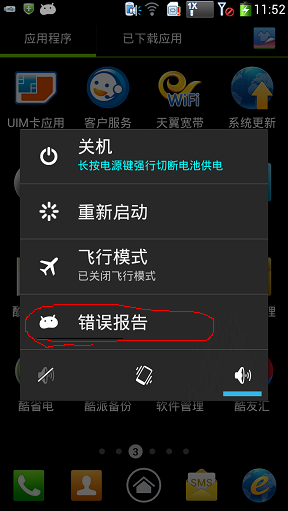 1X
11:52
应用程序
已下载应用
WiFi
UIM卡应用
客户服务
天翼宽带
系统更新
关机
长按电源键强行切断电池供电
重新启动
飞行模式
已关闭飞行模式
理
错误报告
酷省电
酷派备份
软件管理
酷友汇
3
SMS